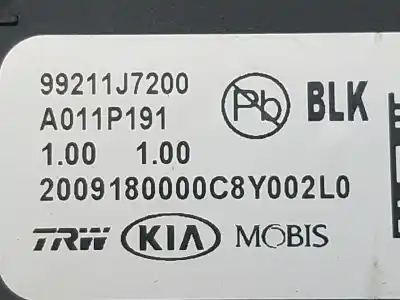 99211J7200
A011P191
Pb
BLK
1.00 1.00
2009180000C8Y002L0
TRW KIA MOBIS